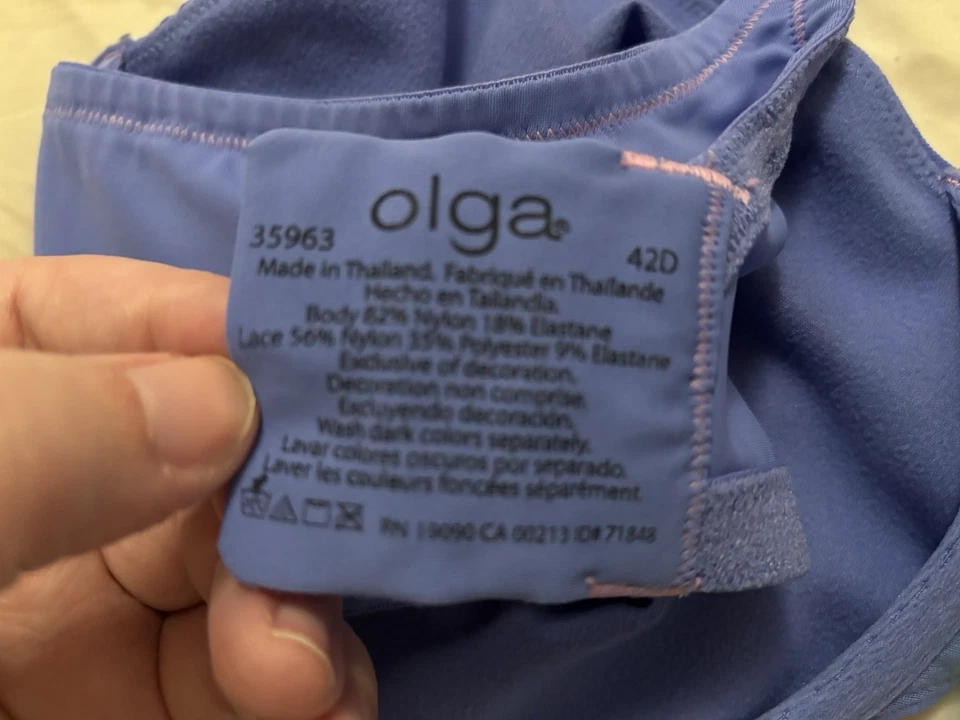 olga®
35963 42D
Made in Thailand. Fabriqué en Thaïlande
Hecho en Tailandia.
Body 82% Nylon 18% Elastane
Lace 56% Nylon 35% Polyester 9% Elastane
Exclusive of decoration.
Décoration non comprise.
Excluyendo decoración.
Wash dark colors separately.
Lavar colores oscuros por separado.
Laver les couleurs foncées séparément.
RN 19090 CA 00213 ID# 71848